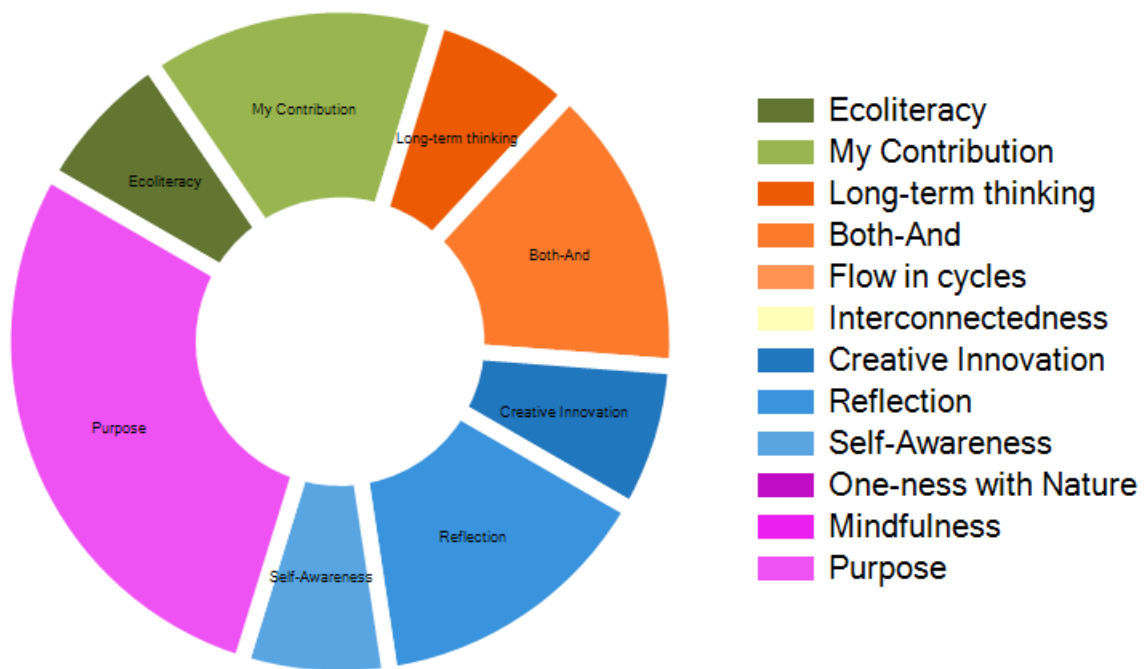 My Contribution
Long-term thinking
Ecoliteracy
Both-And
Creative Innovation
Purpose
Reflection
Self-Awareness
Ecoliteracy
My Contribution
Long-term thinking
Both-And
Flow in cycles
Interconnectedness
Creative Innovation
Reflection
Self-Awareness
One-ness with Nature
Mindfulness
Purpose